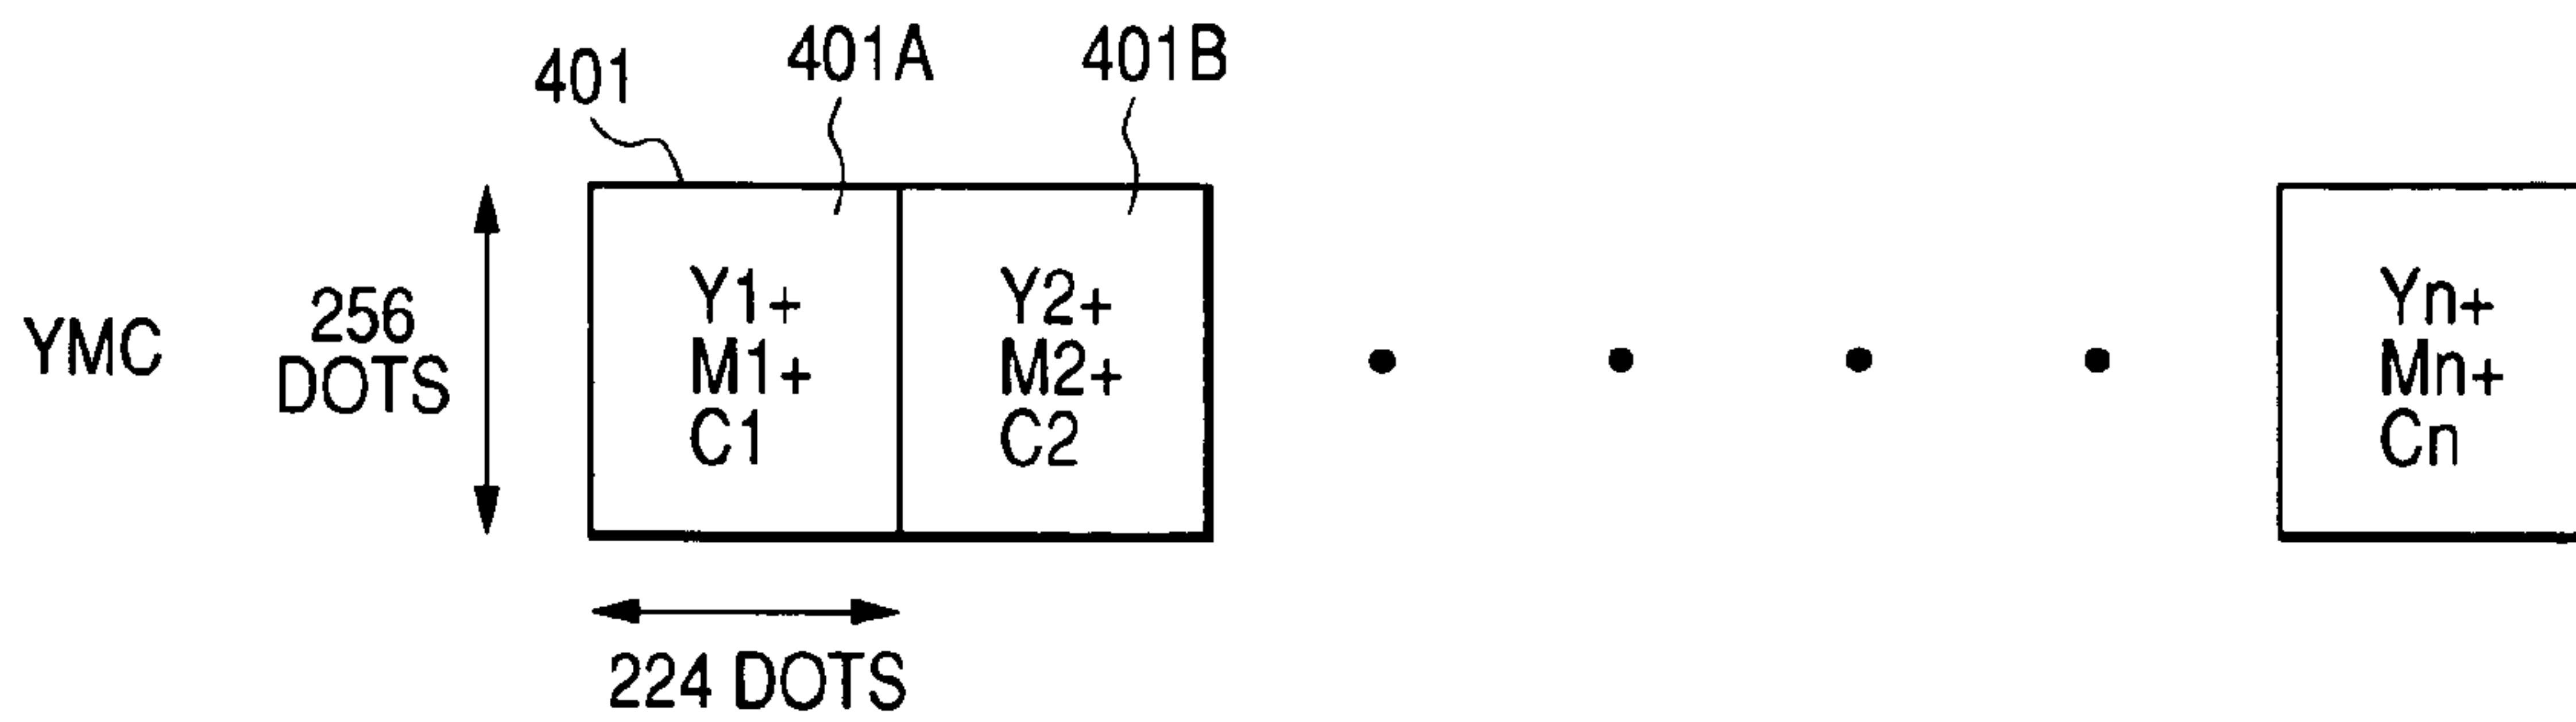 401
401A
401B
YMC
256
DOTS
Y1+
M1+
C1
Y2+
M2+
C2
Yn+
Mn+
Cn
224 DOTS